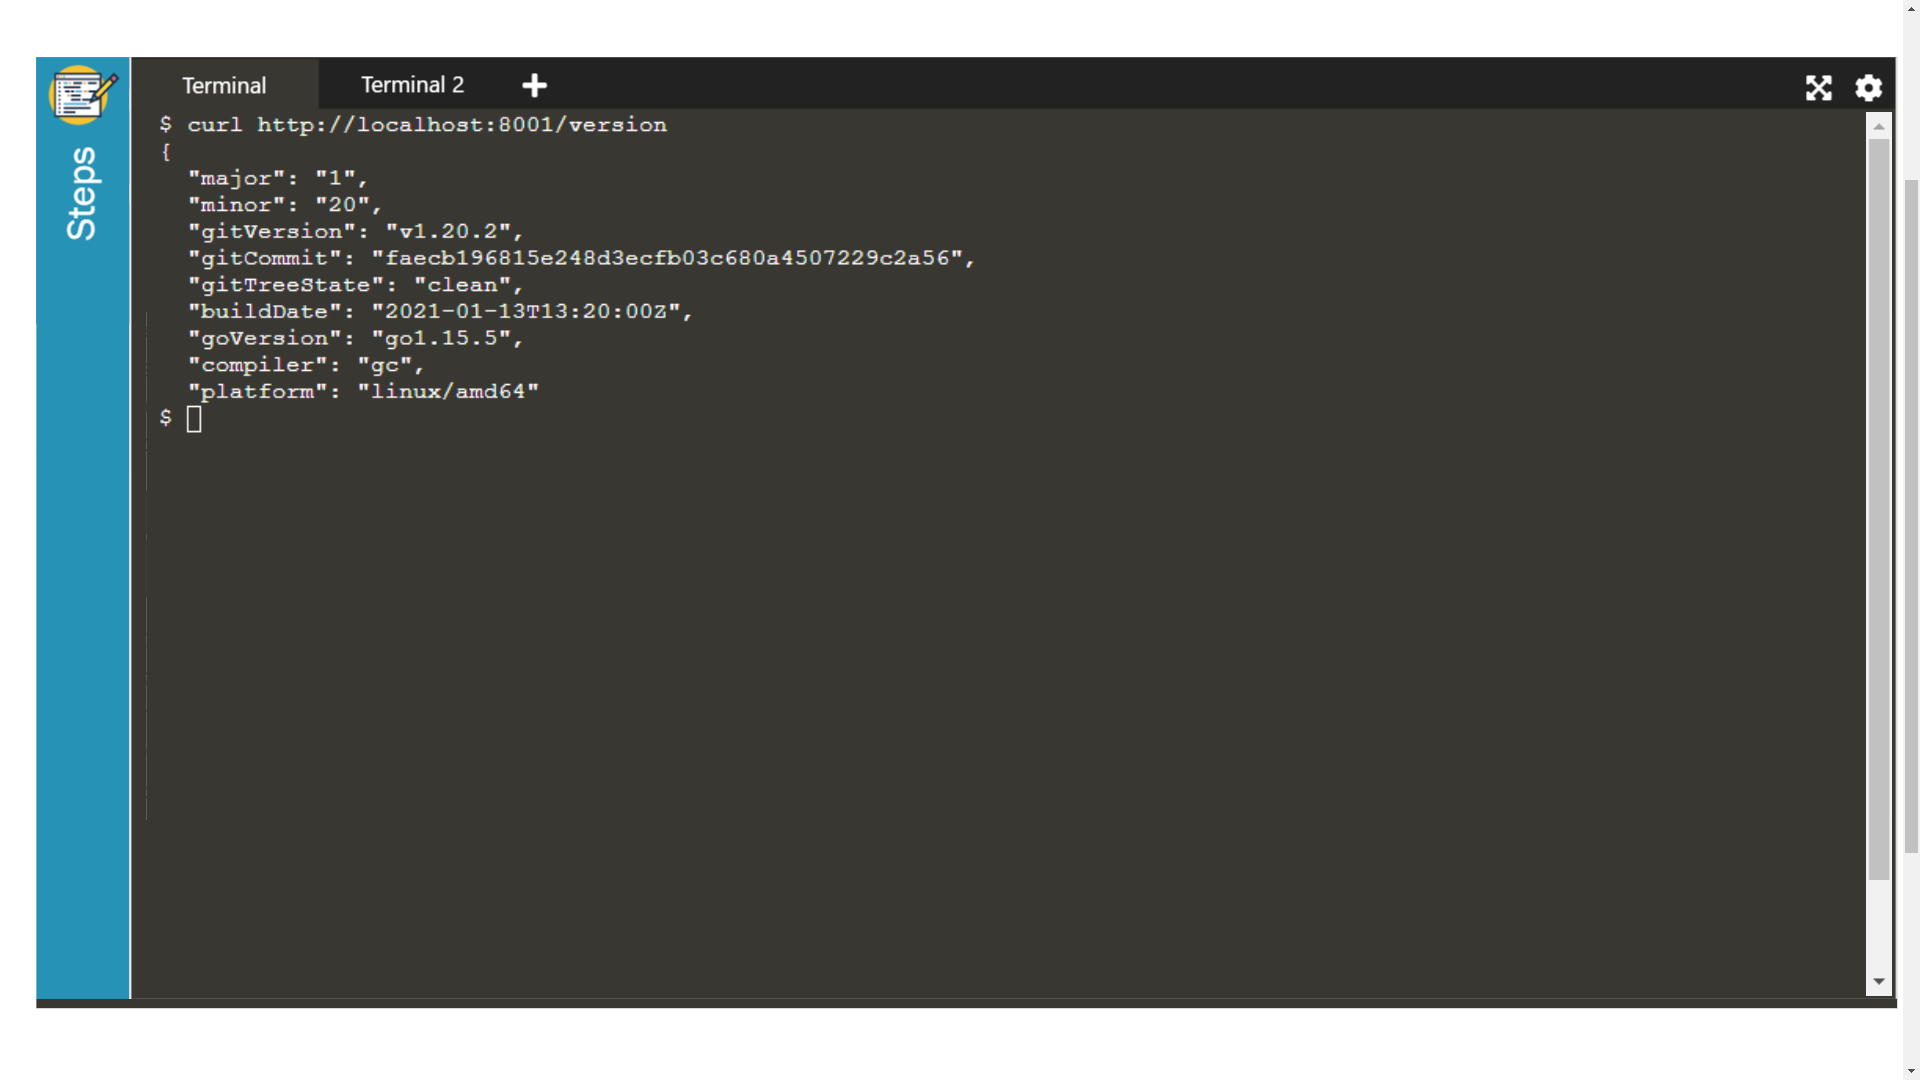 Steps
Terminal
Terminal 2
$ curl http://localhost:8001/version
{
  "major": "1",
  "minor": "20",
  "gitVersion": "v1.20.2",
  "gitCommit": "faecb196815e248d3ecfb03c680a4507229c2a56",
  "gitTreeState": "clean",
  "buildDate": "2021-01-13T13:20:00Z",
  "goVersion": "go1.15.5",
  "compiler": "gc",
  "platform": "linux/amd64"
$